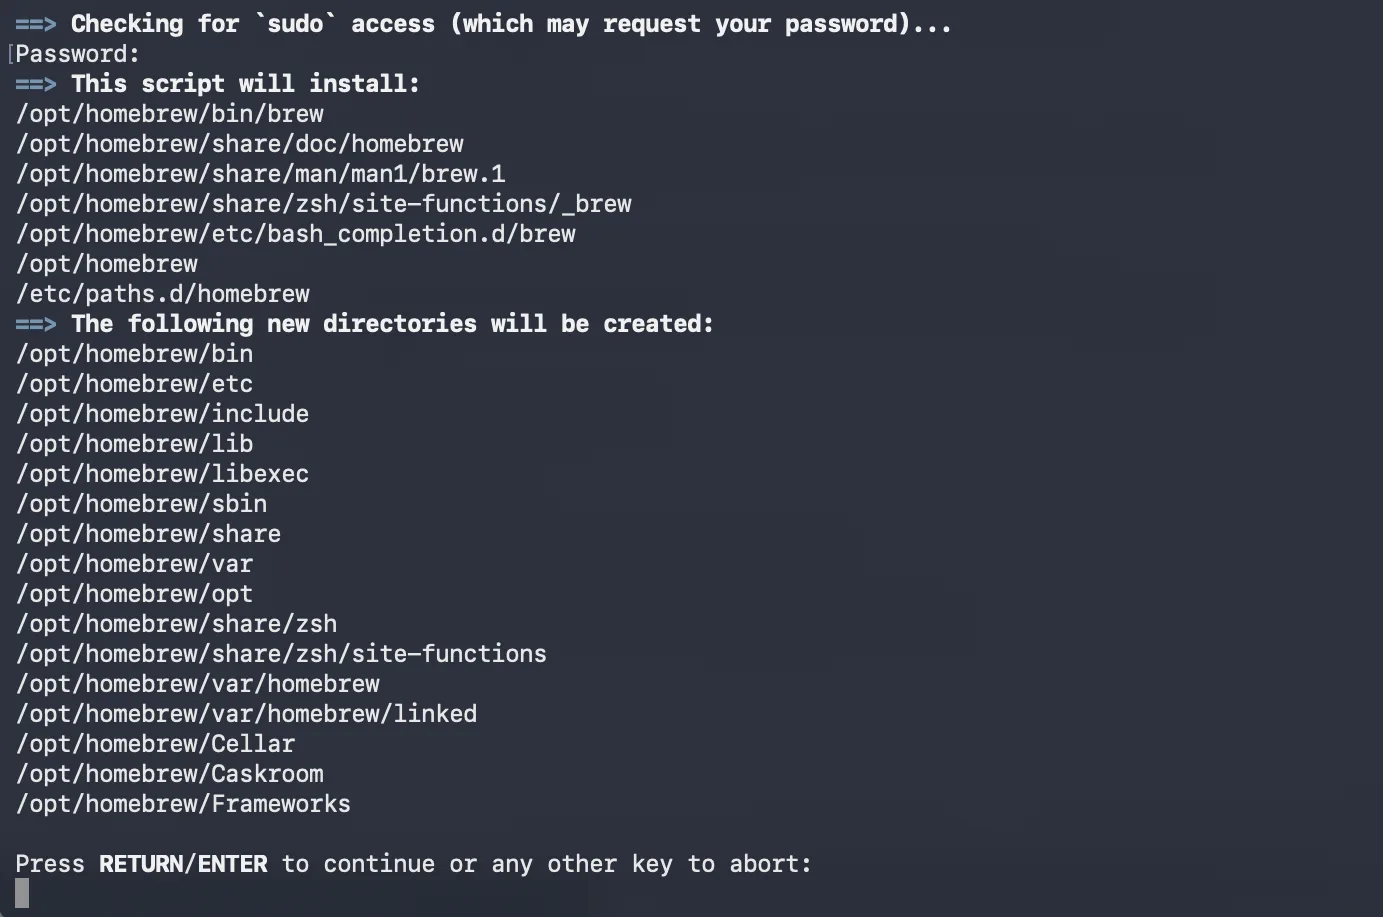 ==> Checking for `sudo` access (which may request your password)...
[Password:
==> This script will install:
/opt/homebrew/bin/brew
/opt/homebrew/share/doc/homebrew
/opt/homebrew/share/man/man1/brew.1
/opt/homebrew/share/zsh/site-functions/_brew
/opt/homebrew/etc/bash_completion.d/brew
/opt/homebrew
/etc/paths.d/homebrew
==> The following new directories will be created:
/opt/homebrew/bin
/opt/homebrew/etc
/opt/homebrew/include
/opt/homebrew/lib
/opt/homebrew/libexec
/opt/homebrew/sbin
/opt/homebrew/share
/opt/homebrew/var
/opt/homebrew/opt
/opt/homebrew/share/zsh
/opt/homebrew/share/zsh/site-functions
/opt/homebrew/var/homebrew
/opt/homebrew/var/homebrew/linked
/opt/homebrew/Cellar
/opt/homebrew/Caskroom
/opt/homebrew/Frameworks
Press RETURN/ENTER to continue or any other key to abort: